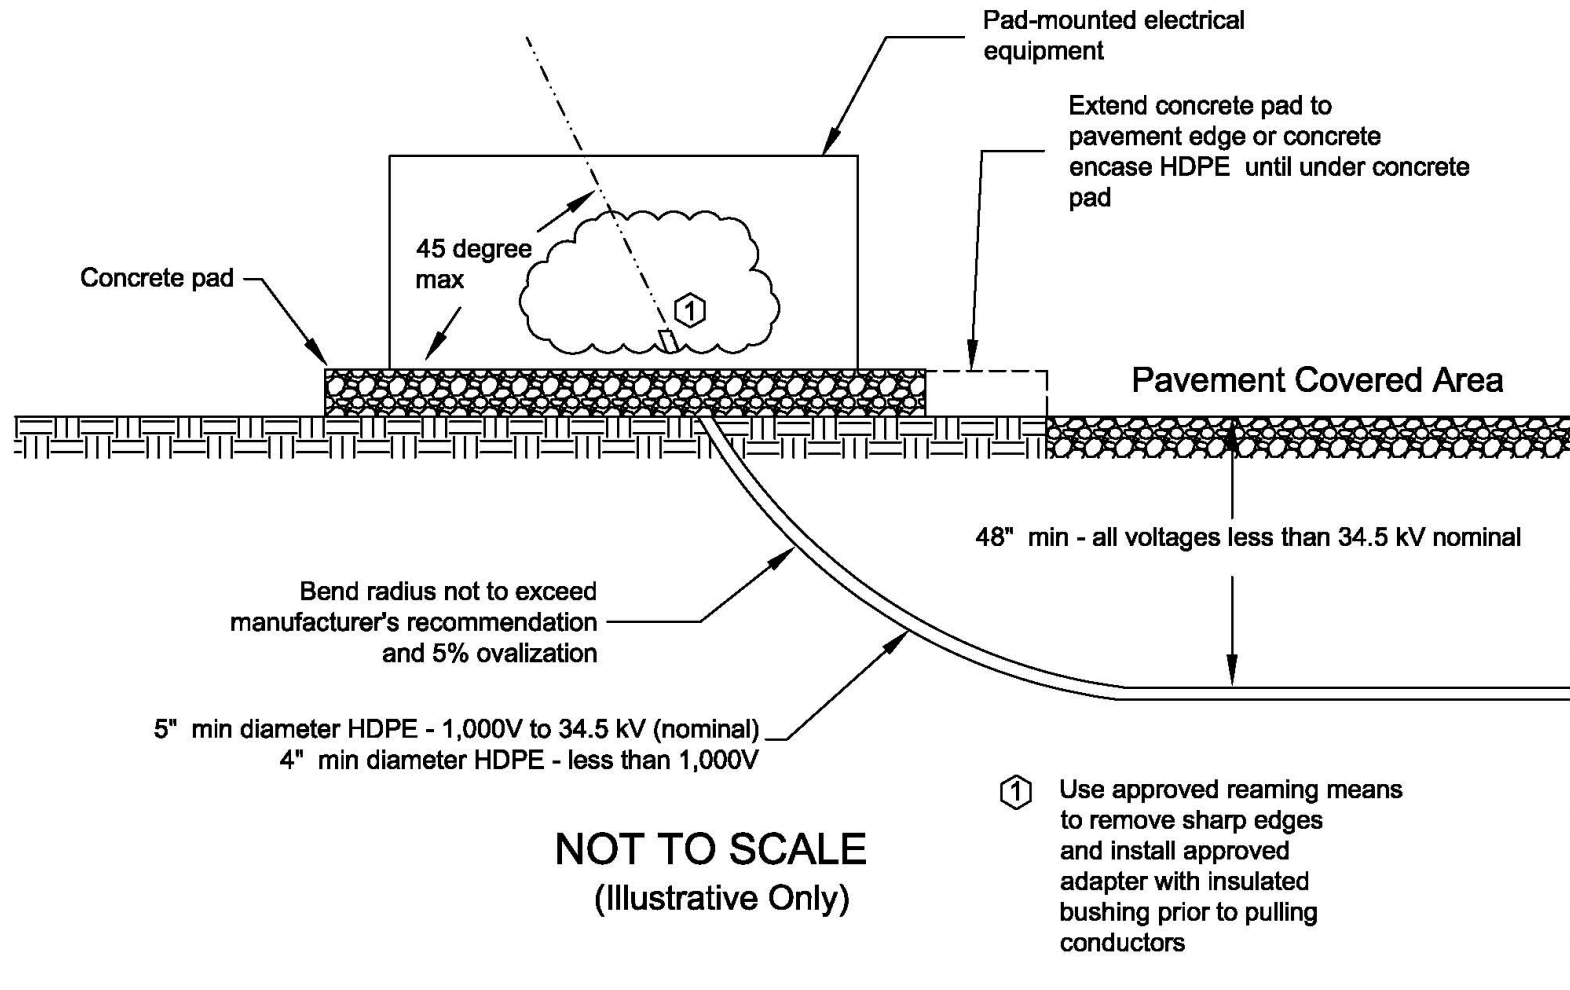 Pad-mounted electrical
equipment
Extend concrete pad to
pavement edge or concrete
encase HDPE until under concrete
pad
45 degree
max
Concrete pad
1
Pavement Covered Area
48" min - all voltages less than 34.5 kV nominal
Bend radius not to exceed
manufacturer's recommendation
and 5% ovalization
5" min diameter HDPE - 1,000V to 34.5 kV (nominal)
4" min diameter HDPE - less than 1,000V
1 Use approved reaming means
to remove sharp edges
and install approved
adapter with insulated
bushing prior to pulling
conductors
NOT TO SCALE
(Illustrative Only)